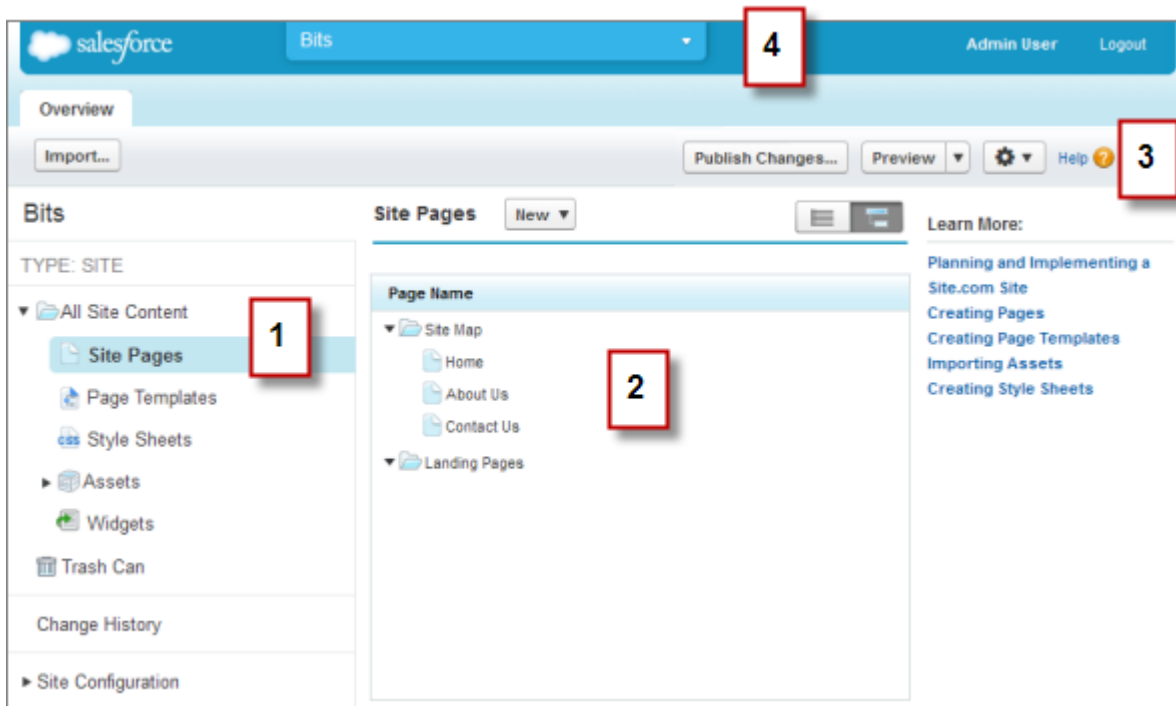 salesforce
Bits
4
Admin User
Logout
Overview
Import...
Publish Changes...
Preview
Help ?
3
Bits
TYPE: SITE
All Site Content
1
Site Pages
Page Templates
css Style Sheets
Assets
Widgets
Trash Can
Change History
Site Configuration
Site Pages
New
Page Name
Site Map
Home
About Us
2
Contact Us
Landing Pages
Learn More:
Planning and Implementing a
Site.com Site
Creating Pages
Creating Page Templates
Importing Assets
Creating Style Sheets